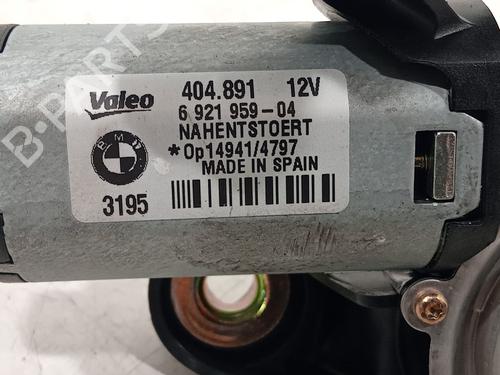 B-PARTS
Valeo 404.891 12V
6 921 959-04
BMW NAHENTSTOERT
*Op14941/4797
MADE IN SPAIN
3195